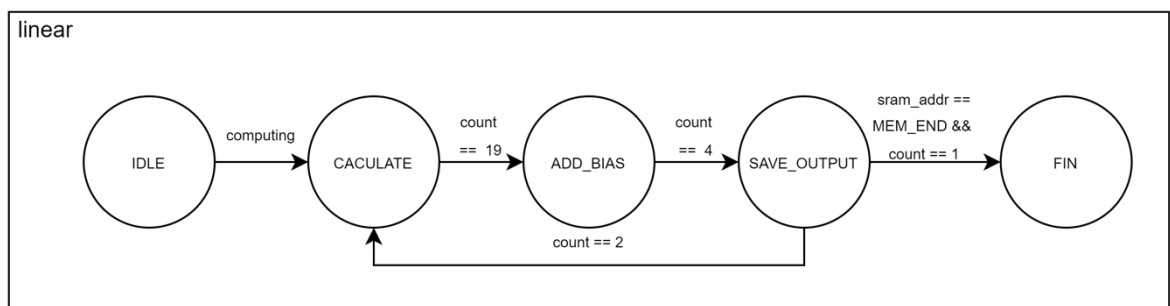 linear
IDLE
computing
CACULATE
count
== 19
ADD_BIAS
count
== 4
SAVE_OUTPUT
sram_addr ==
MEM_END &&
count == 1
FIN
count == 2